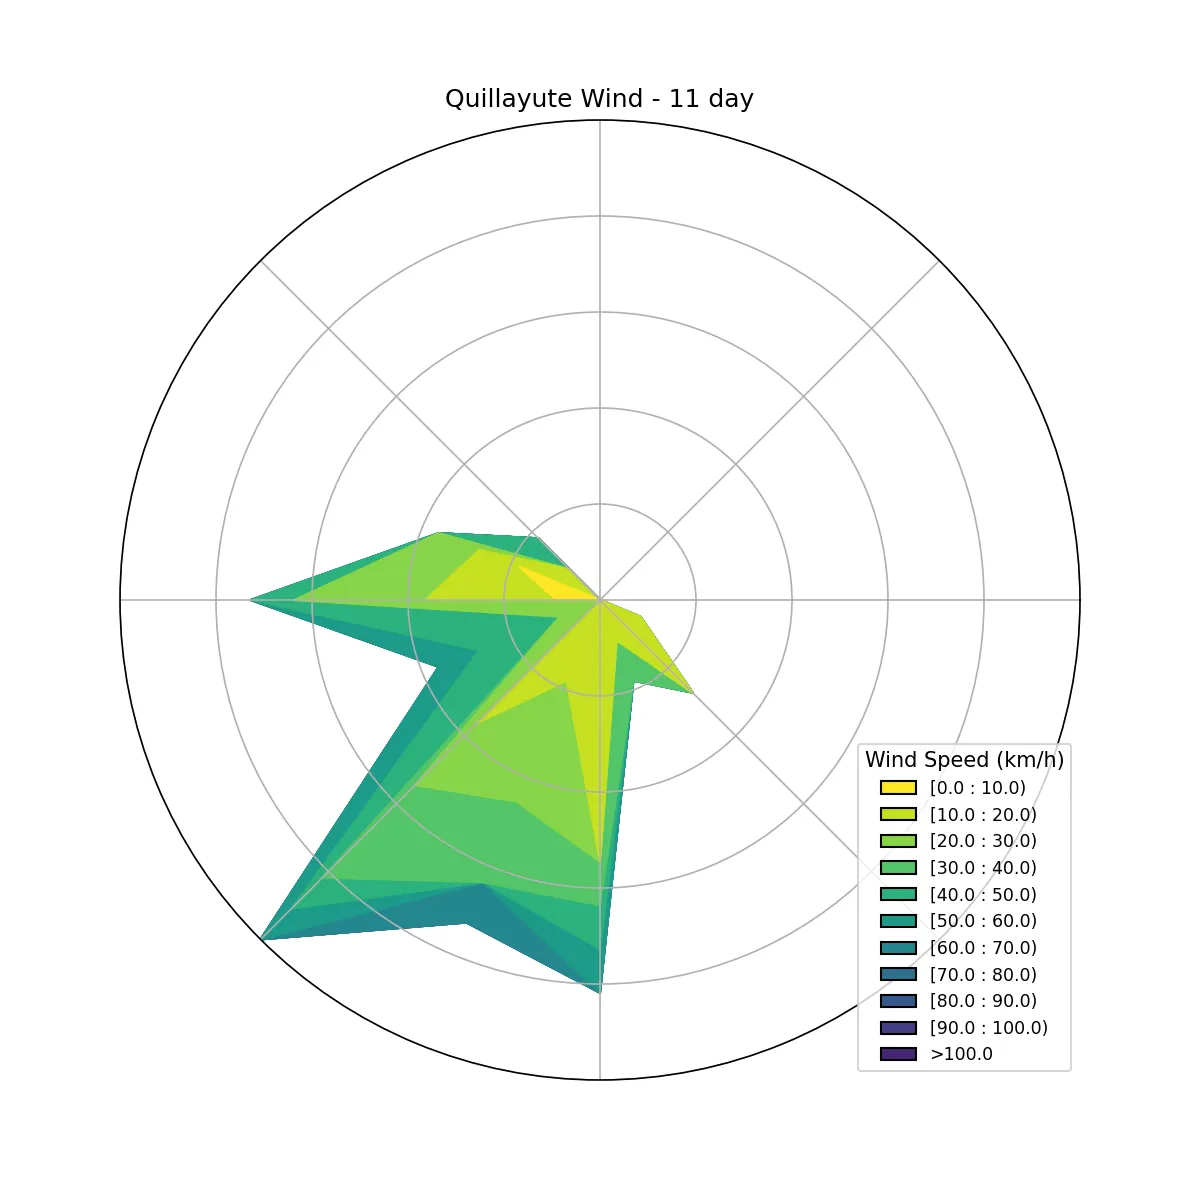 Quillayute Wind - 11 day
Wind Speed (km/h)
[0.0 : 10.0)
[10.0 : 20.0)
[20.0 : 30.0)
[30.0 : 40.0)
[40.0 : 50.0)
[50.0 : 60.0)
[60.0 : 70.0)
[70.0 : 80.0)
[80.0 : 90.0)
[90.0 : 100.0)
>100.0